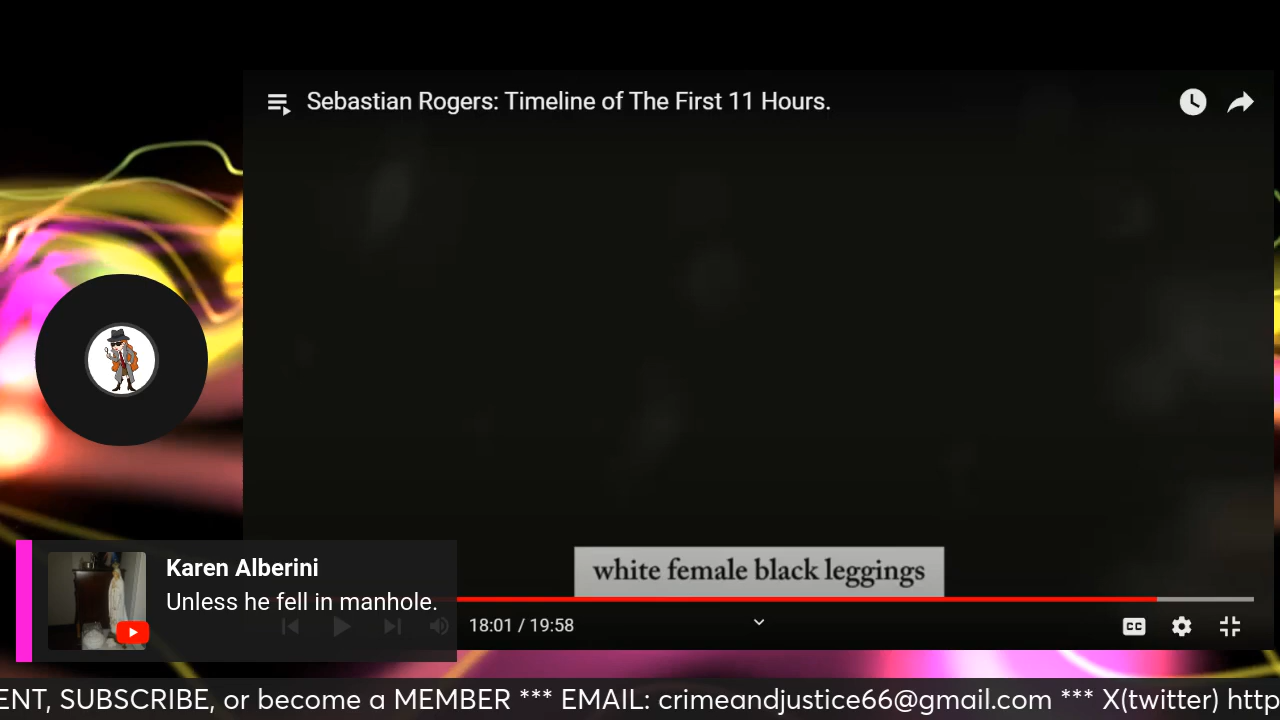 Sebastian Rogers: Timeline of The First 11 Hours.
white female black leggings
Karen Alberini
Unless he fell in manhole.
18:01 / 19:58
CC
ENT, SUBSCRIBE, or become a MEMBER *** EMAIL: crimeandjustice66@gmail.com *** X(twitter) http